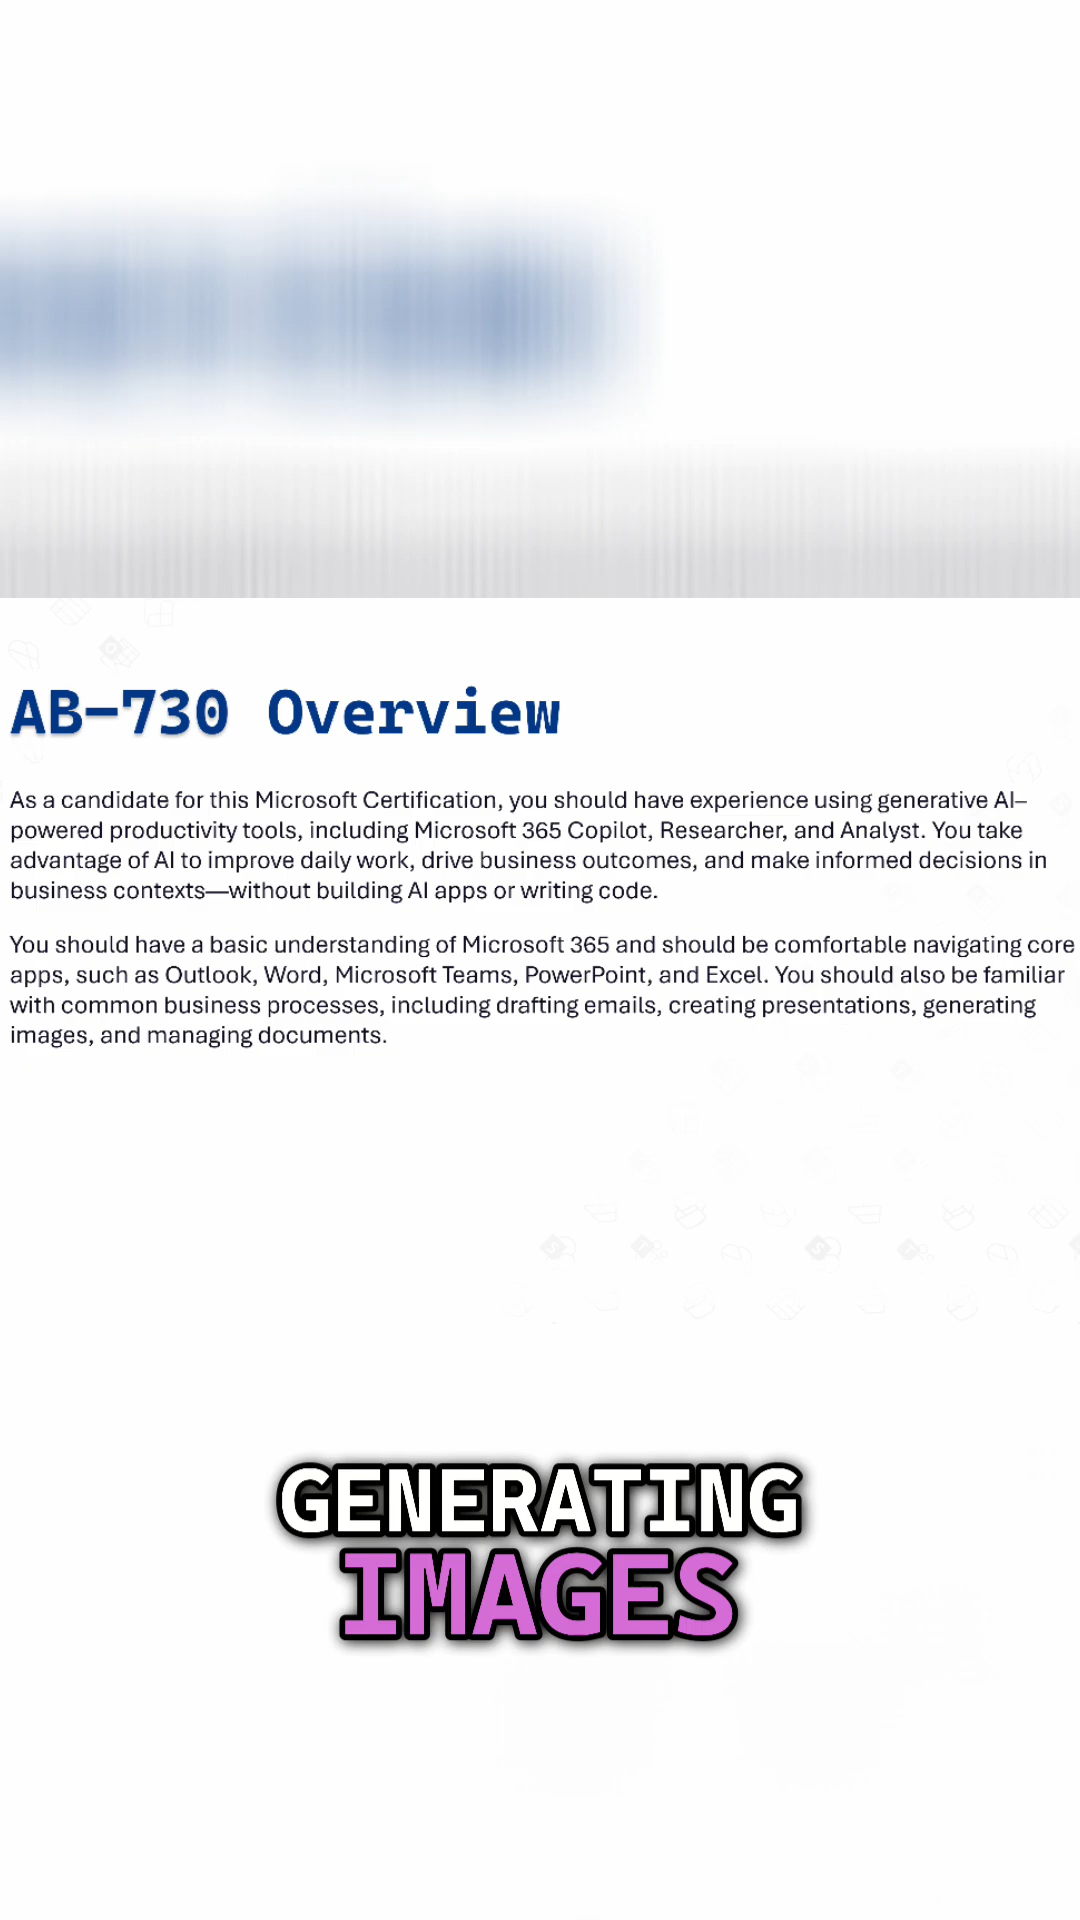 AB-730 Overview
As a candidate for this Microsoft Certification, you should have experience using generative AI–
powered productivity tools, including Microsoft 365 Copilot, Researcher, and Analyst. You take
advantage of AI to improve daily work, drive business outcomes, and make informed decisions in
business contexts—without building AI apps or writing code.
You should have a basic understanding of Microsoft 365 and should be comfortable navigating core
apps, such as Outlook, Word, Microsoft Teams, PowerPoint, and Excel. You should also be familiar
with common business processes, including drafting emails, creating presentations, generating
images, and managing documents.
GENERATING
IMAGES